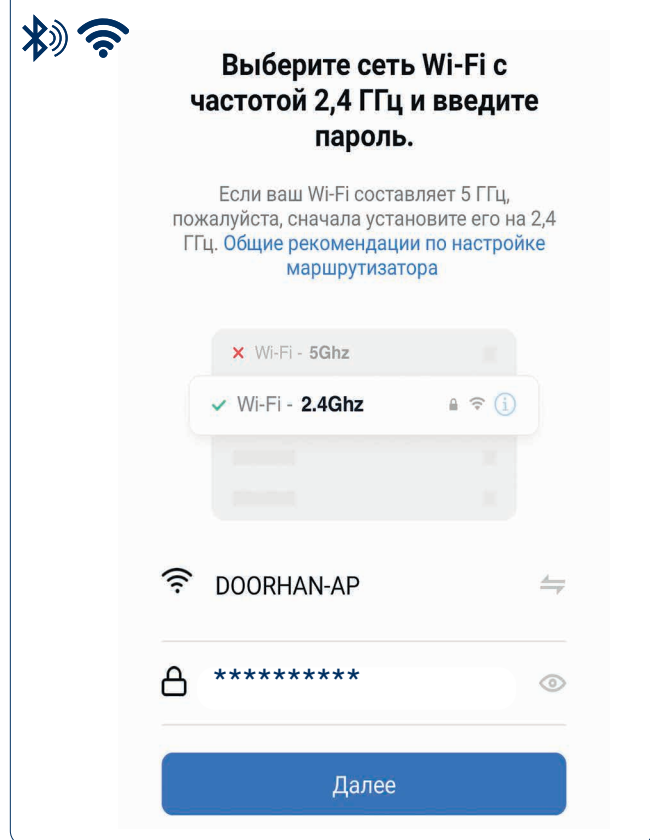 Выберите сеть Wi-Fi с
частотой 2,4 ГГц и введите
пароль.
Если ваш Wi-Fi составляет 5 ГГц,
пожалуйста, сначала установите его на 2,4
ГГц. Общие рекомендации по настройке
маршрутизатора
Wi-Fi - 5Ghz
Wi-Fi - 2.4Ghz
DOORHAN-AP
**********
Далее